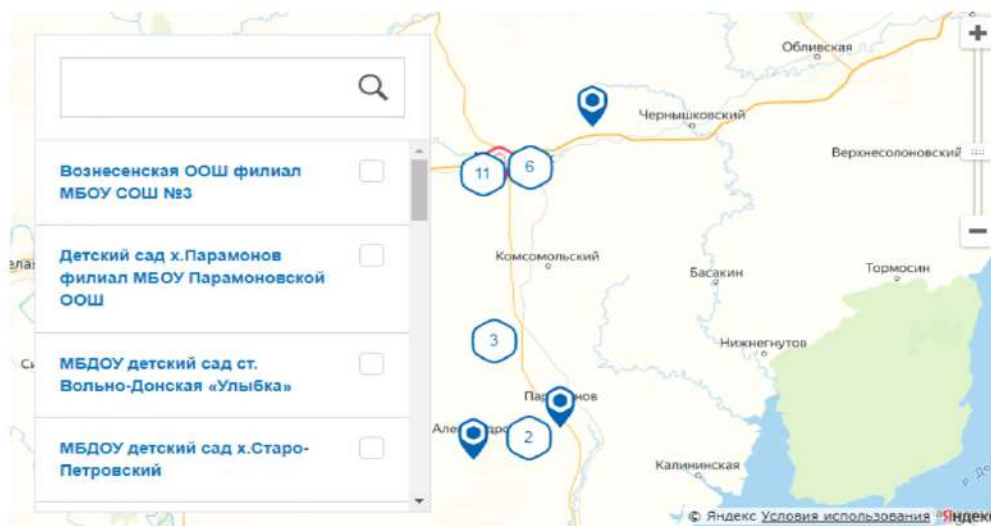 Вознесенская ООШ филиал
МБОУ СОШ №3
Детский сад х.Парамонов
филиал МБОУ Парамоновской
ООШ
МБДОУ детский сад ст.
Вольно-Донская «Улыбка»
МБДОУ детский сад х.Старо-
Петровский
Обливская
Чернышковский
Верхнесолоновский
11
6
Комсомольский
Басакин
Тормосин
3
Нижнегнутов
2
Калининская
© Яндекс Условия использования
Яндекс